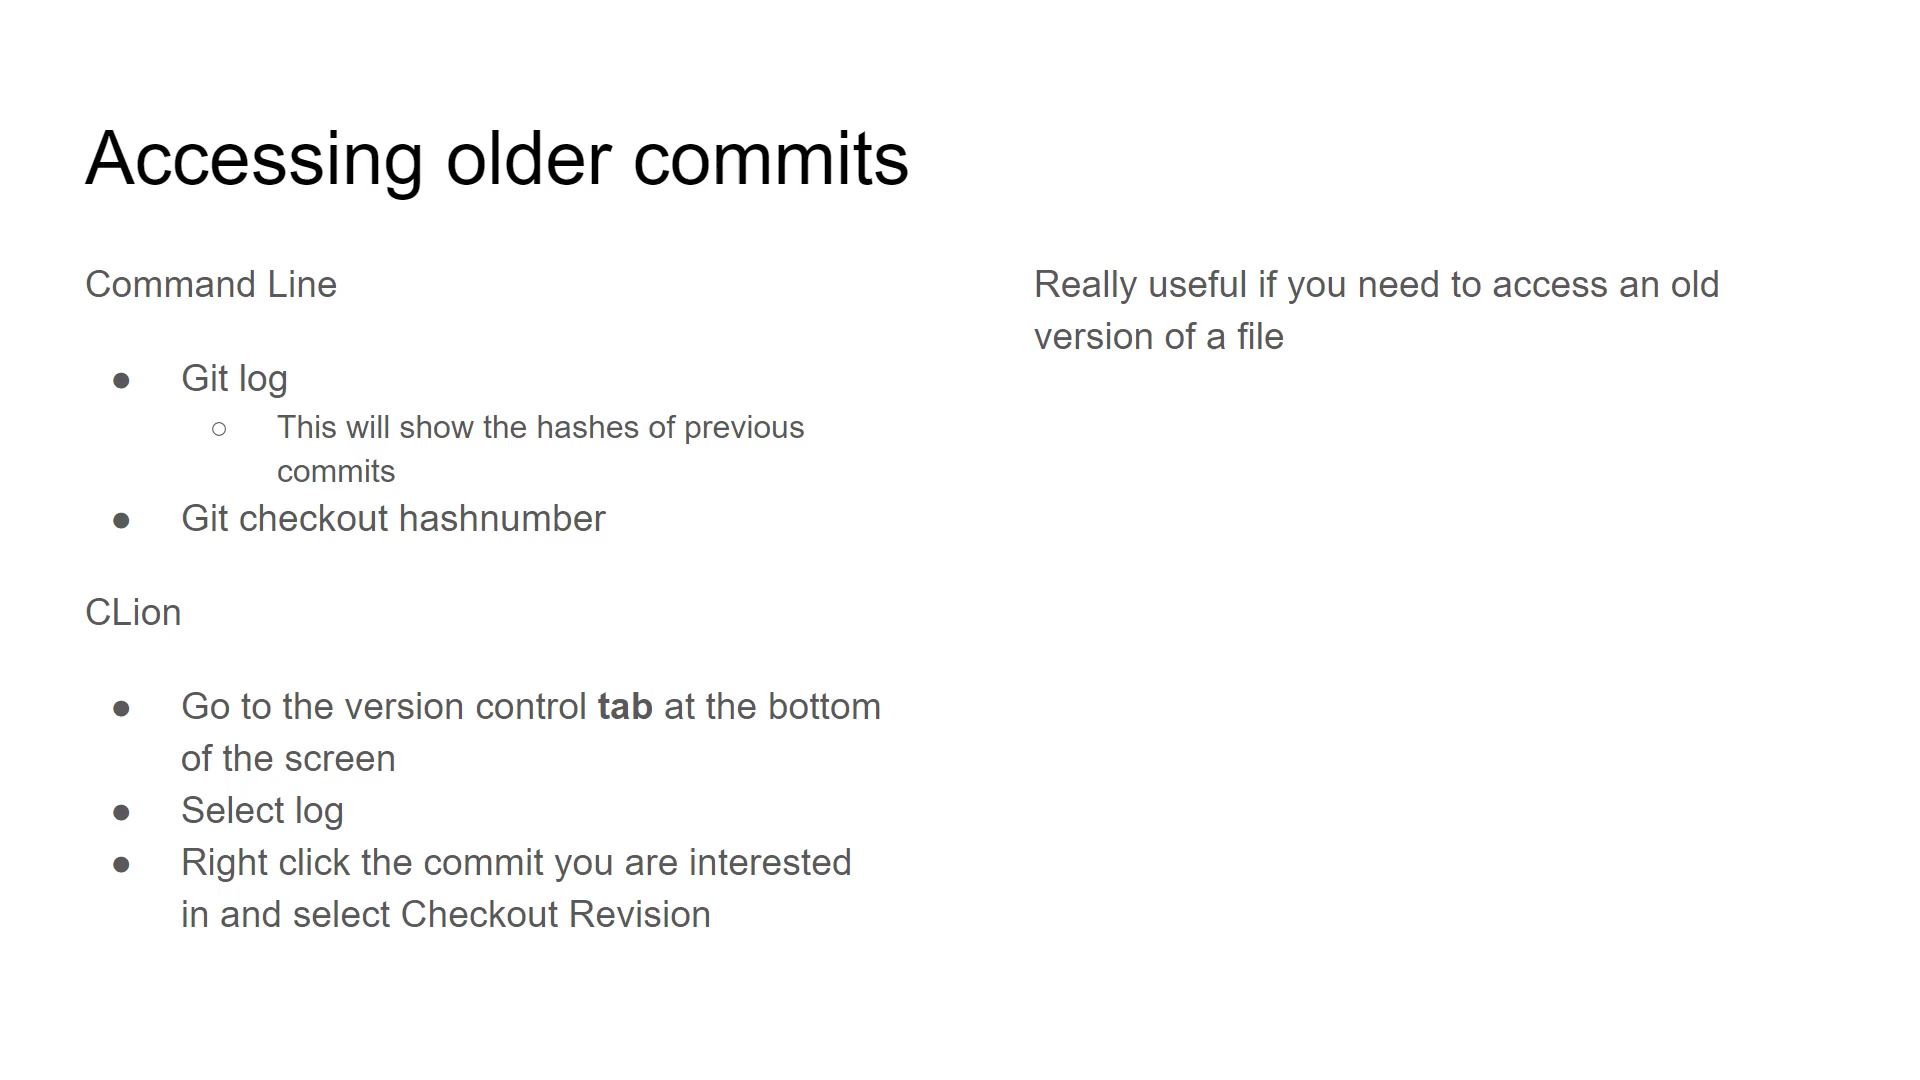 Accessing older commits
Command Line
● Git log
○ This will show the hashes of previous
commits
● Git checkout hashnumber
CLion
● Go to the version control tab at the bottom
of the screen
● Select log
● Right click the commit you are interested
in and select Checkout Revision
Really useful if you need to access an old
version of a file